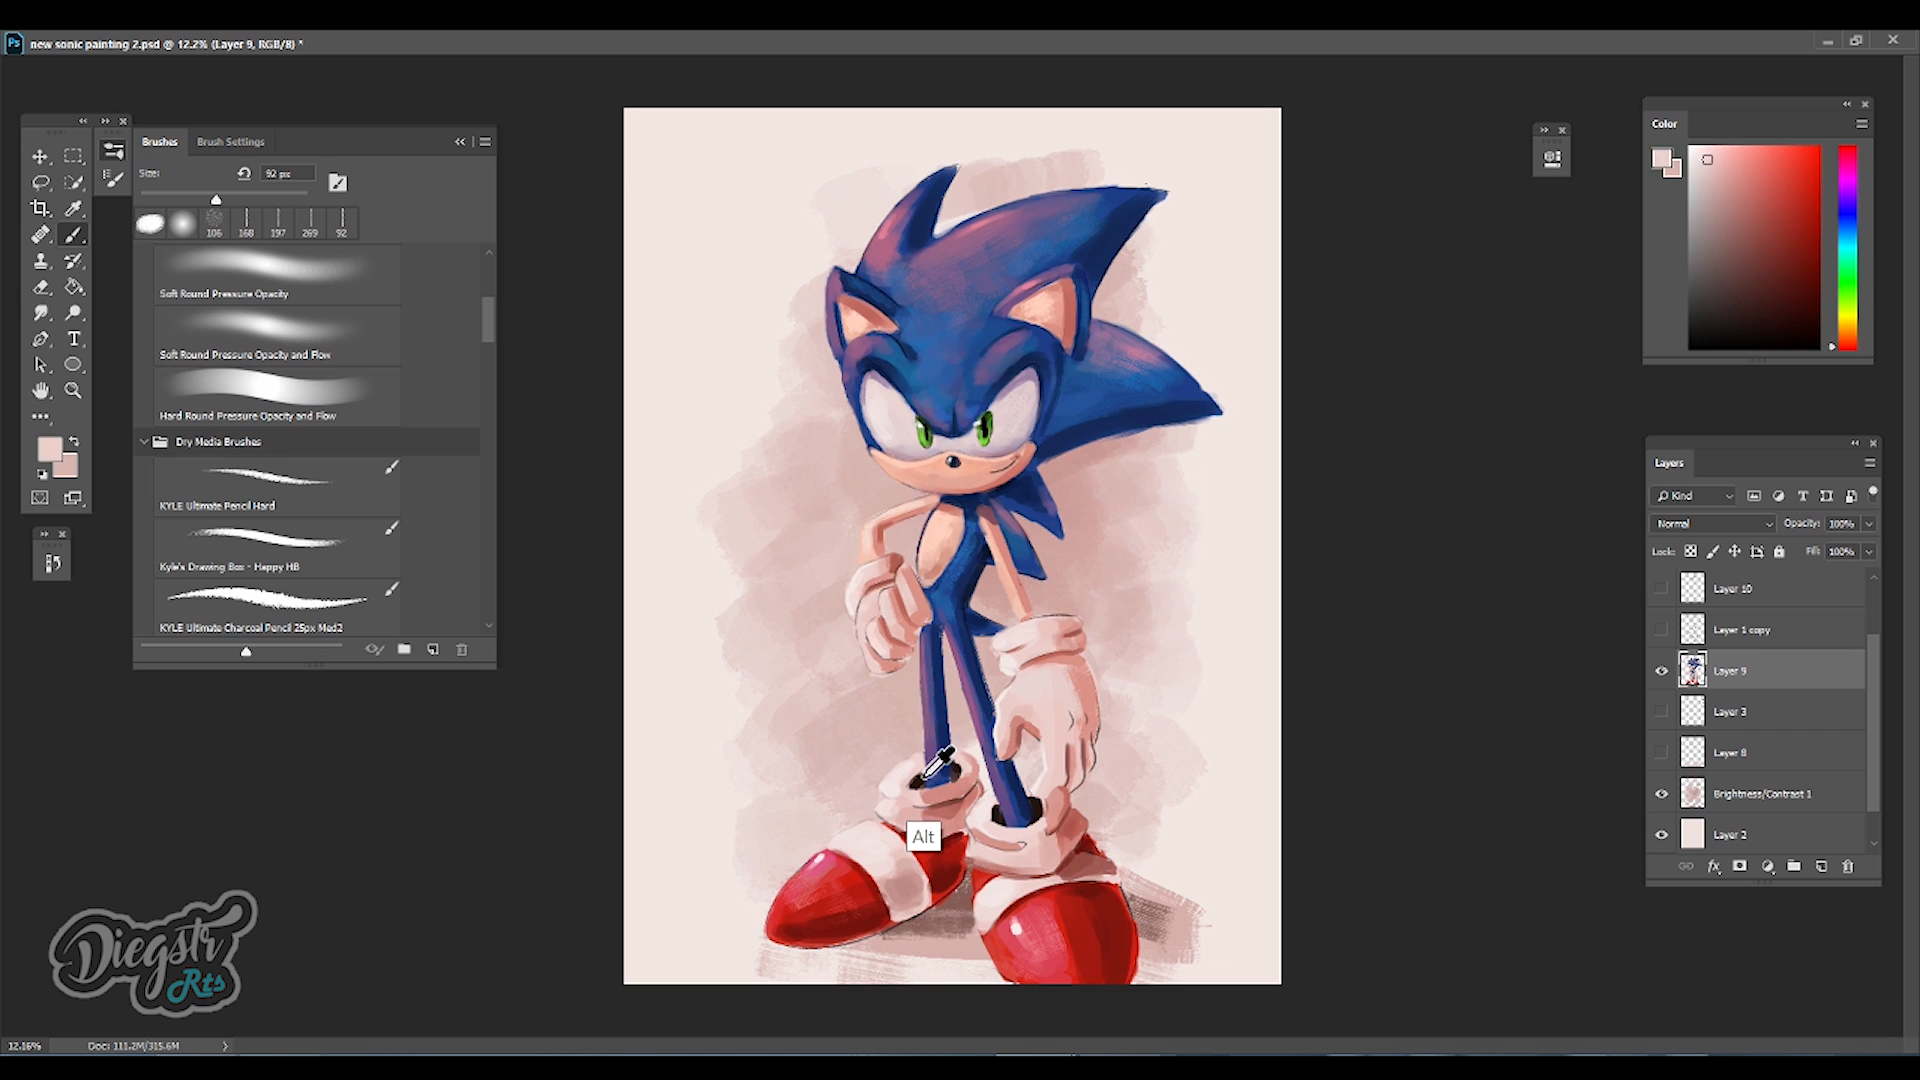 Ps new sonic painting 2.psd @ 12.2% (Layer 9, RGB/8) *
Brushes Brush Settings
Size: 92 px
106 168 197 269 92
Soft Round Pressure Opacity
Soft Round Pressure Opacity and Flow
Hard Round Pressure Opacity and Flow
Dry Media Brushes
KYLE Ultimate Pencil Hard
Kyle's Drawing Box - Happy HB
KYLE Ultimate Charcoal Pencil 25px Med2
Alt
Color
Layers
Kind
Normal Opacity: 100%
Lock: Fill: 100%
Layer 10
Layer 1 copy
Layer 9
Layer 3
Layer 8
Brightness/Contrast 1
Layer 2
fx
Diegstr
Rts
12.16% Doc: 111.2M/315.6M